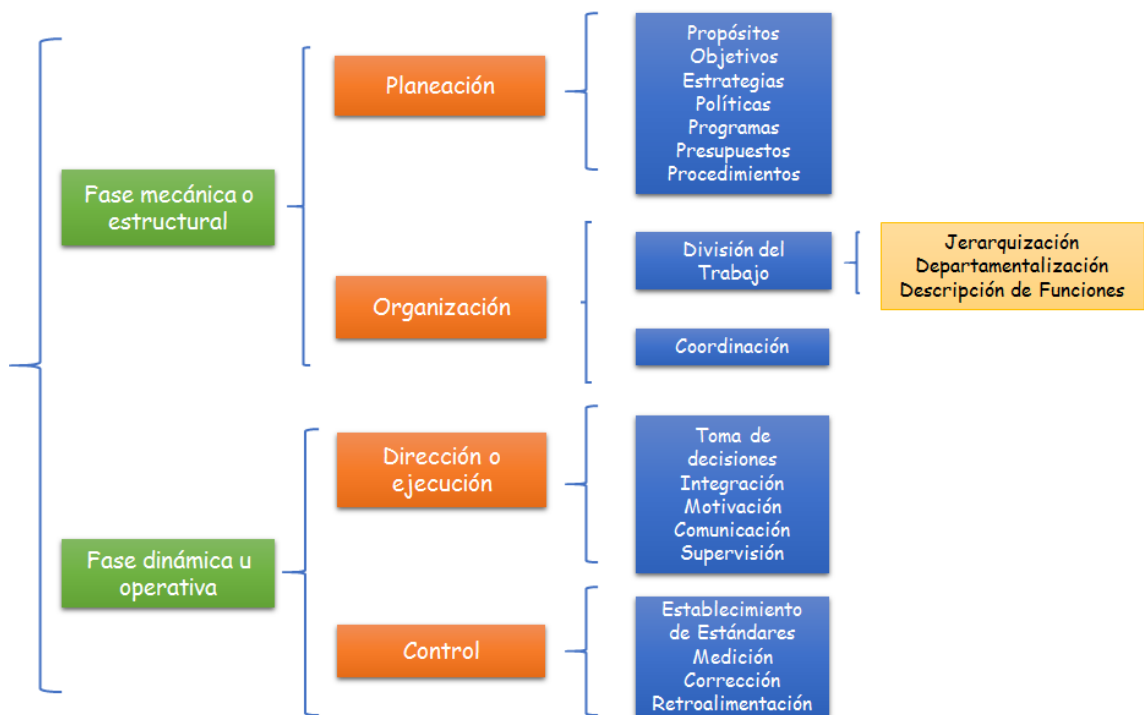 Fase mecánica o
estructural
Planeación
Propósitos
Objetivos
Estrategias
Políticas
Programas
Presupuestos
Procedimientos
Organización
División del
Trabajo
Jerarquización
Departamentalización
Descripción de Funciones
Coordinación
Fase dinámica u
operativa
Dirección o
ejecución
Toma de
decisiones
Integración
Motivación
Comunicación
Supervisión
Control
Establecimiento
de Estándares
Medición
Corrección
Retroalimentación